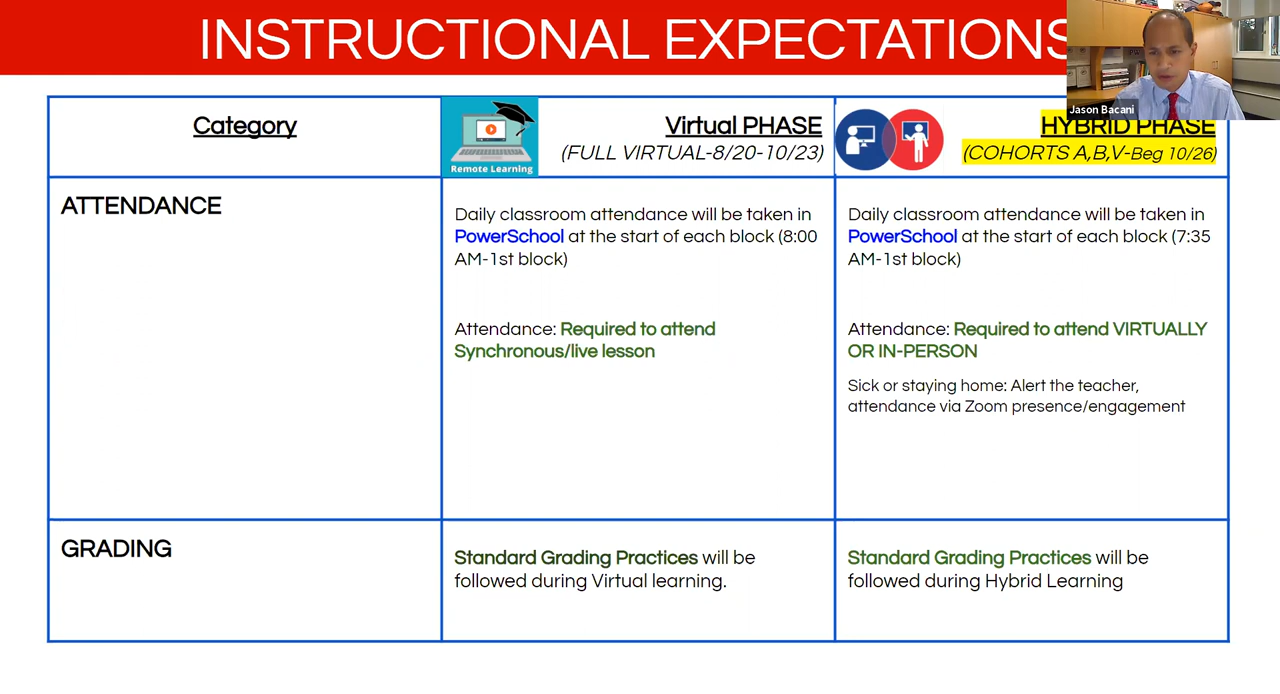 INSTRUCTIONAL EXPECTATIONS
Jason Bacani
Category
Remote Learning
Virtual PHASE
(FULL VIRTUAL-8/20-10/23)
HYBRID PHASE
(COHORTS A,B,V-Beg 10/26)
ATTENDANCE
Daily classroom attendance will be taken in
PowerSchool at the start of each block (8:00
AM-1st block)
Attendance: Required to attend
Synchronous/live lesson
Daily classroom attendance will be taken in
PowerSchool at the start of each block (7:35
AM-1st block)
Attendance: Required to attend VIRTUALLY
OR IN-PERSON
Sick or staying home: Alert the teacher,
attendance via Zoom presence/engagement
GRADING
Standard Grading Practices will be
followed during Virtual learning.
Standard Grading Practices will be
followed during Hybrid Learning